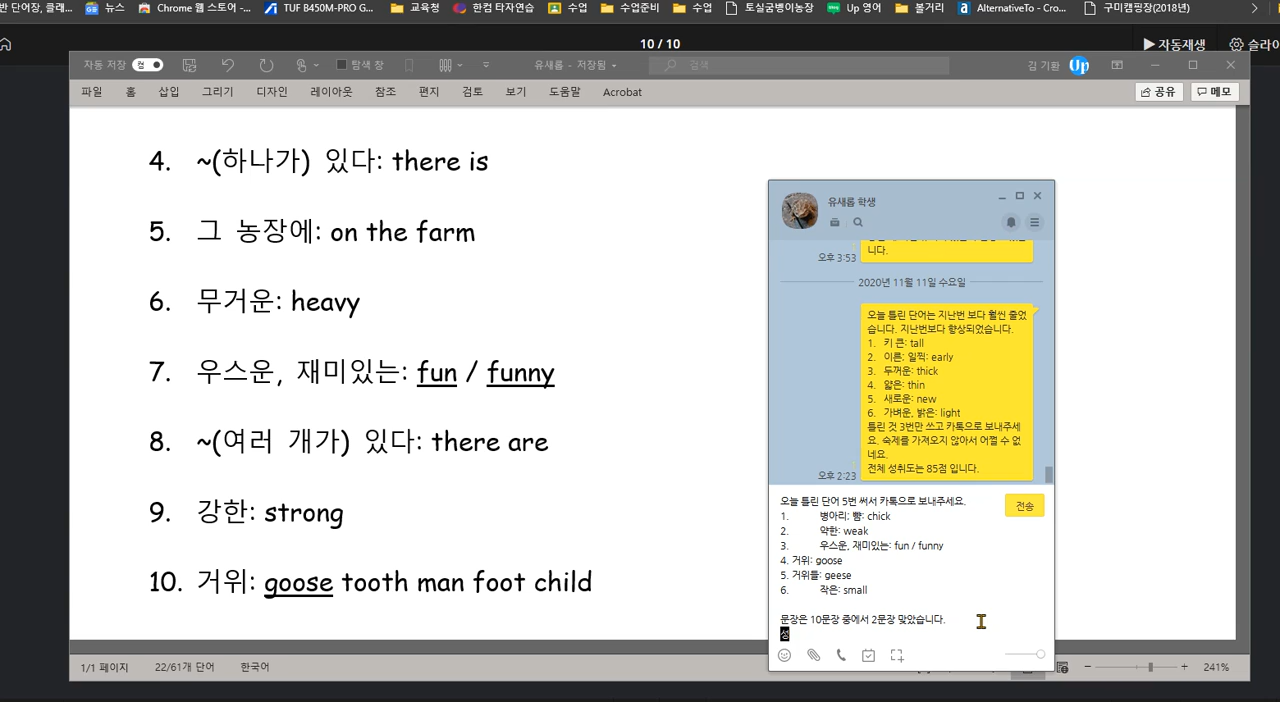 반 단어장, 클래... 뉴스 Chrome 웹 스토어 -... TUF B450M-PRO G... 교육청 한컴 타자연습 수업 수업준비 수업 토실굼벵이농장 Up 영어 볼거리 AlternativeTo - Cro... 구미캠핑장(2018년)
10 / 10 자동재생 슬라이
자동 저장 탐색 창 유새롬 - 저장됨 검색 김 기환 Up
파일 홈 삽입 그리기 디자인 레이아웃 참조 편지 검토 보기 도움말 Acrobat 공유 메모
4. ~(하나가) 있다: there is
5. 그 농장에: on the farm
6. 무거운: heavy
7. 우스운, 재미있는: fun / funny
8. ~(여러 개가) 있다: there are
9. 강한: strong
10. 거위: goose tooth man foot child
유새롬 학생
니다.
오후 3:53
2020년 11월 11일 수요일
오늘 틀린 단어는 지난번 보다 훨씬 줄었
습니다. 지난번보다 향상되었습니다.
1. 키 큰: tall
2. 이른; 일찍: early
3. 두꺼운: thick
4. 얇은: thin
5. 새로운: new
6. 가벼운, 밝은: light
틀린 것 3번만 쓰고 카톡으로 보내주세
요. 숙제를 가져오지 않아서 어쩔 수 없
네요.
전체 성취도는 85점 입니다.
오후 2:23
오늘 틀린 단어 5번 써서 카톡으로 보내주세요.
전송
1. 병아리; 뺨: chick
2. 약한: weak
3. 우스운, 재미있는: fun / funny
4. 거위: goose
5. 거위들: geese
6. 작은: small
문장은 10문장 중에서 2문장 맞았습니다.
성
1/1 페이지 22/61개 단어 한국어 241%